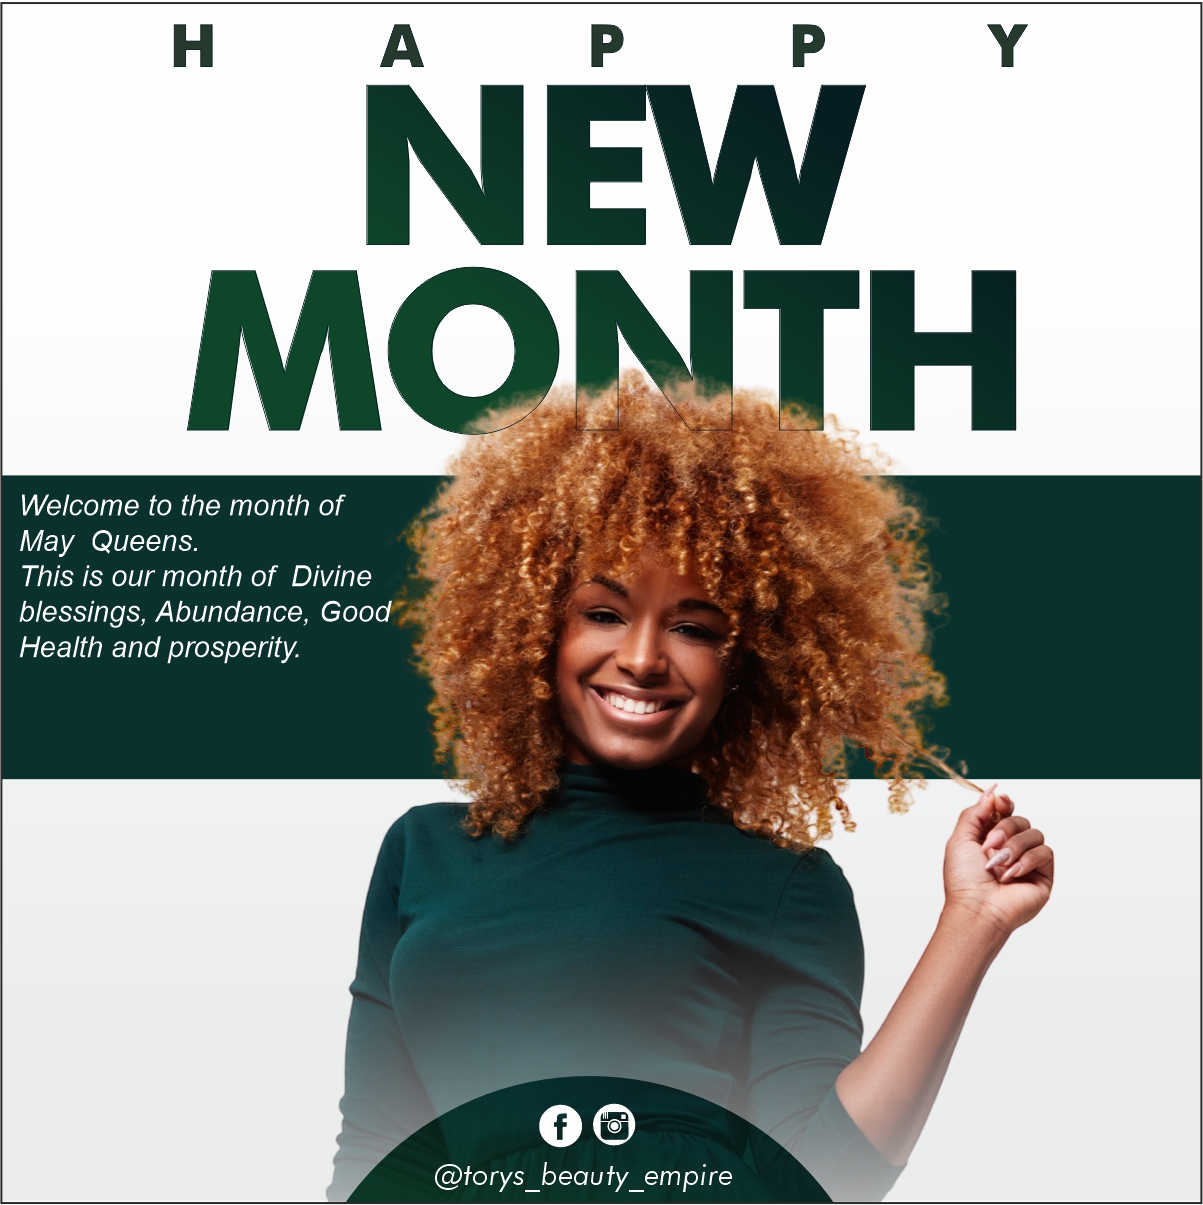 HAPPY
NEW
MONTH
Welcome to the month of
May Queens.
This is our month of Divine
blessings, Abundance, Good
Health and prosperity.
@torys_beauty_empire